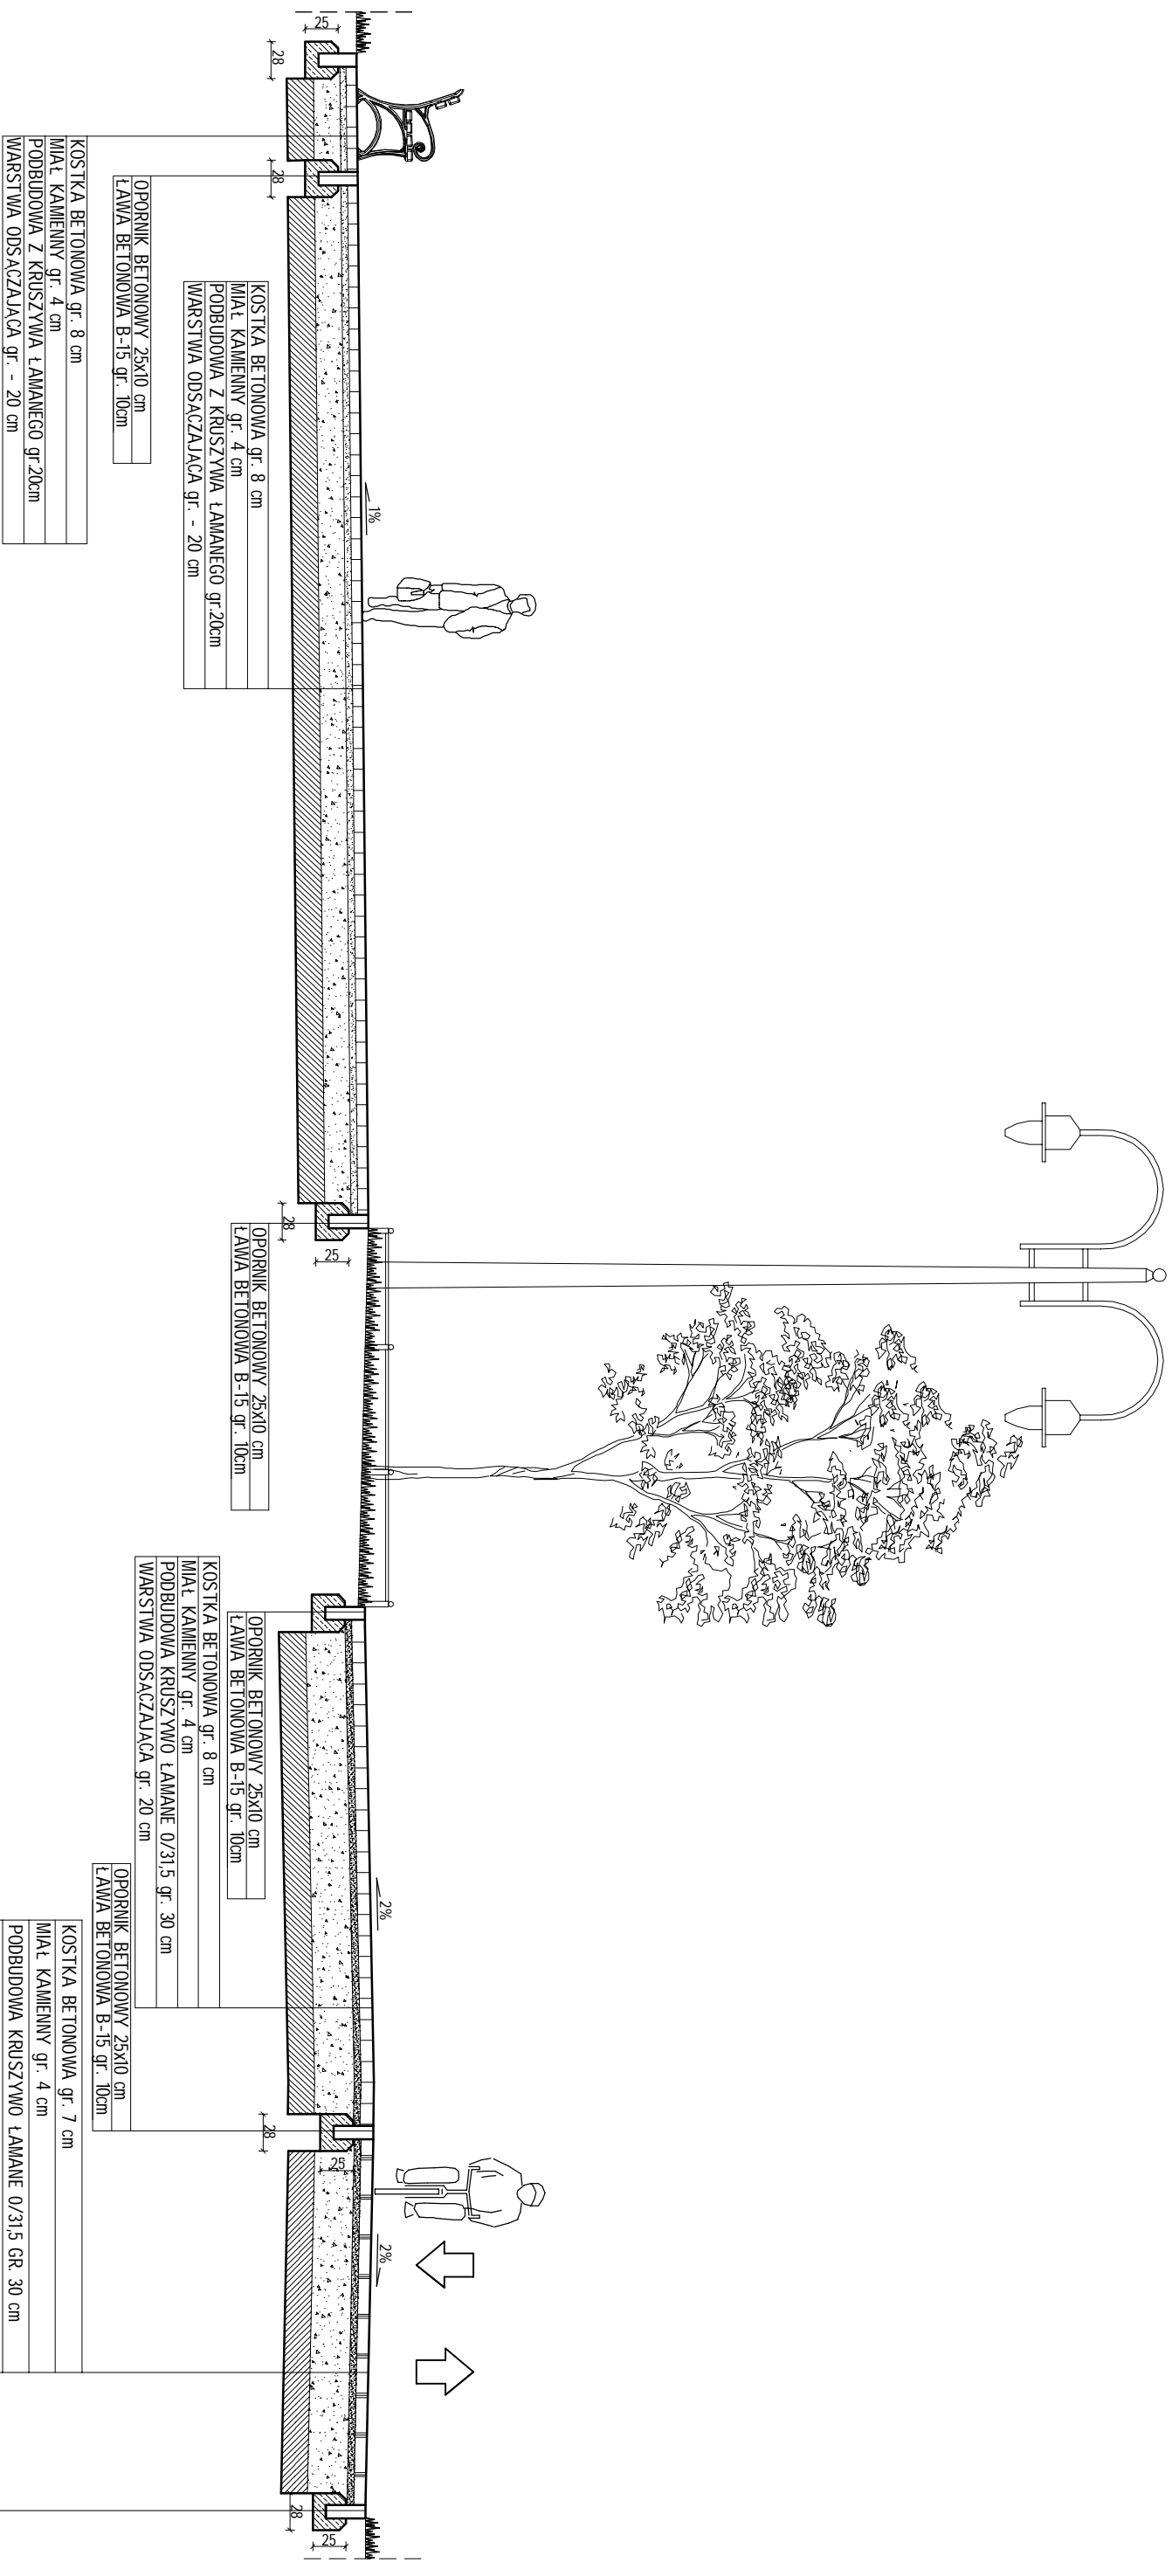 25
28
KOSTKA BETONOWA gr. 8 cm
MIAŁ KAMIENNY gr. 4 cm
PODBUDOWA Z KRUSZYWA ŁAMANEGO gr.20cm
WARSTWA ODSĄCZAJĄCA gr. - 20 cm
28
OPORNIK BETONOWY 25x10 cm
ŁAWA BETONOWA B-15 gr. 10cm
KOSTKA BETONOWA gr. 8 cm
MIAŁ KAMIENNY gr. 4 cm
PODBUDOWA Z KRUSZYWA ŁAMANEGO gr.20cm
WARSTWA ODSĄCZAJĄCA gr. - 20 cm
1%
28
25
OPORNIK BETONOWY 25x10 cm
ŁAWA BETONOWA B-15 gr. 10cm
OPORNIK BETONOWY 25x10 cm
ŁAWA BETONOWA B-15 gr. 10cm
KOSTKA BETONOWA gr. 8 cm
MIAŁ KAMIENNY gr. 4 cm
PODBUDOWA KRUSZYWO ŁAMANE 0/31,5 gr. 30 cm
WARSTWA ODSĄCZAJĄCA gr. 20 cm
2%
OPORNIK BETONOWY 25x10 cm
ŁAWA BETONOWA B-15 gr. 10cm
28
25
2%
KOSTKA BETONOWA gr. 7 cm
MIAŁ KAMIENNY gr. 4 cm
PODBUDOWA KRUSZYWO ŁAMANE 0/31,5 GR. 30 cm
28
25